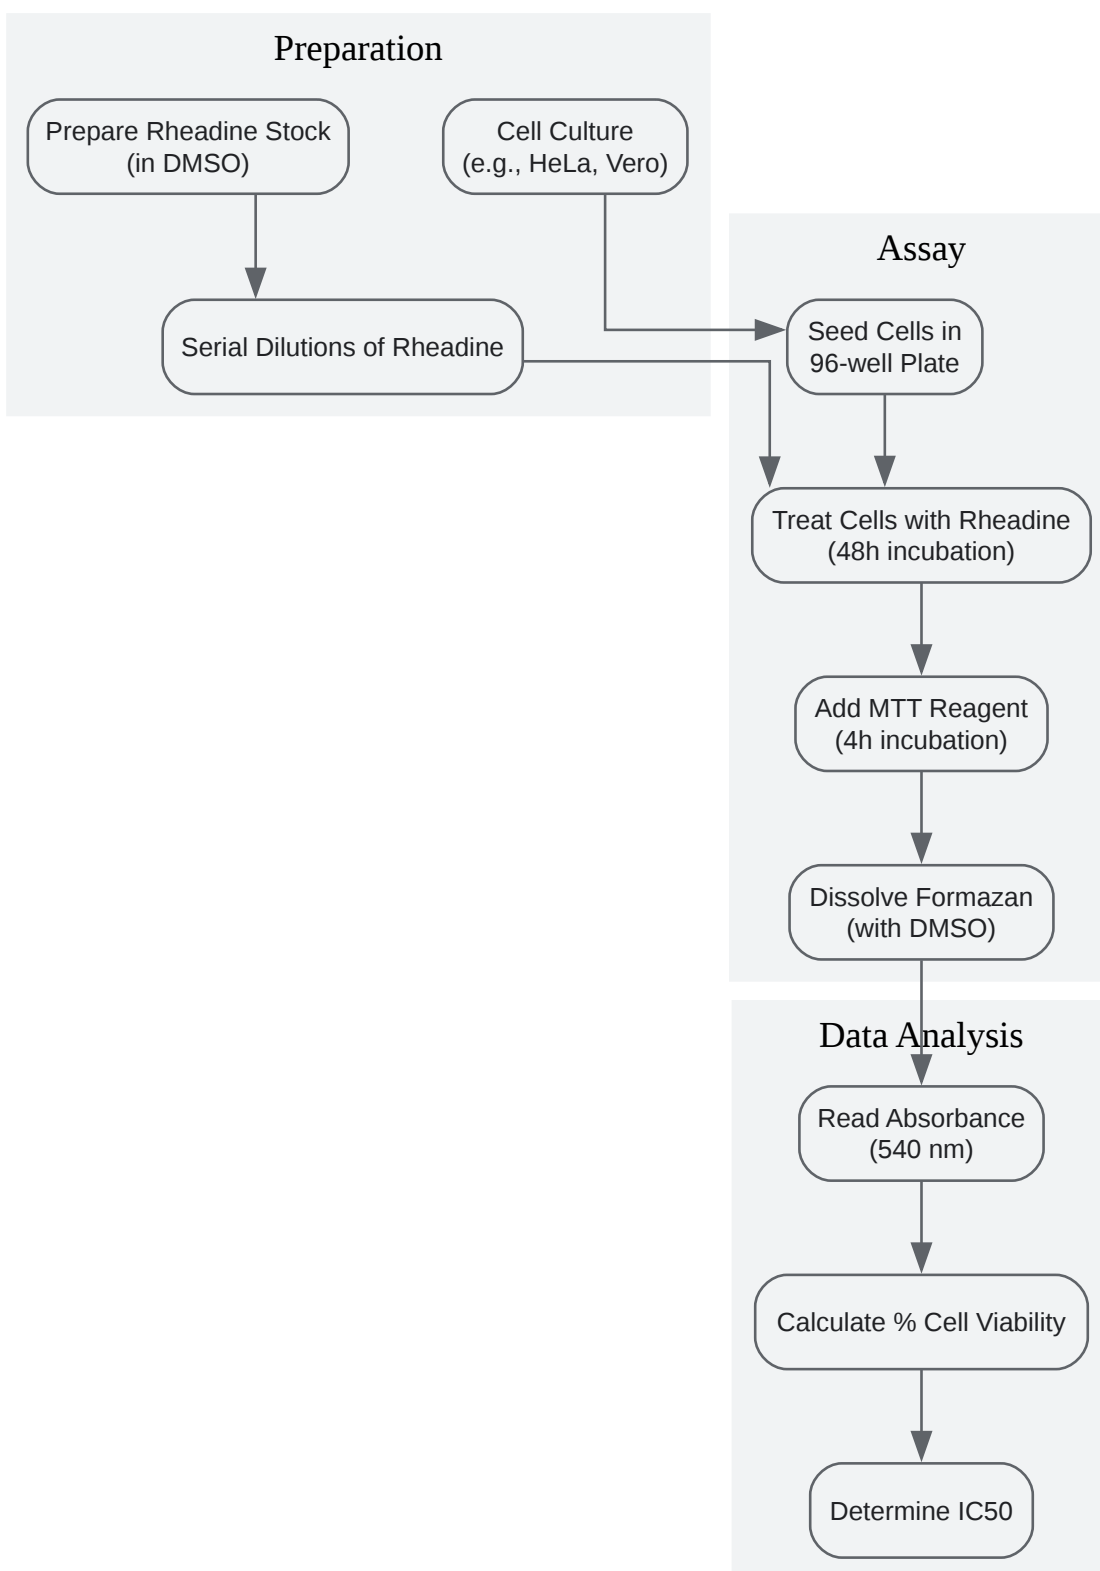 Preparation
Prepare Rheadine Stock
(in DMSO)
Cell Culture
(e.g., HeLa, Vero)
Serial Dilutions of Rheadine
Assay
Seed Cells in
96-well Plate
Treat Cells with Rheadine
(48h incubation)
Add MTT Reagent
(4h incubation)
Dissolve Formazan
(with DMSO)
Data Analysis
Read Absorbance
(540 nm)
Calculate % Cell Viability
Determine IC50